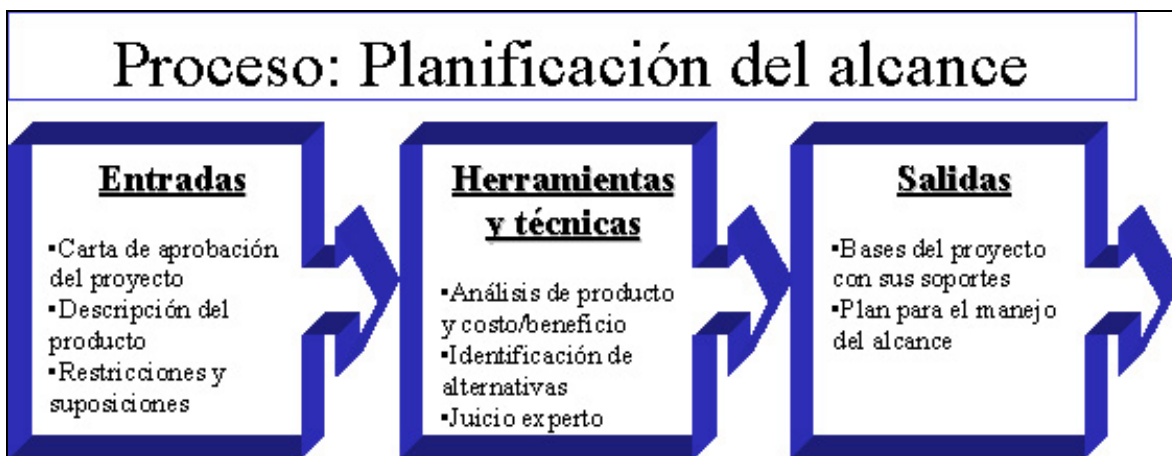 Proceso: Planificación del alcance
Entradas
▪Carta de aprobación
del proyecto
▪Descripción del
producto
▪Restricciones y
suposiciones
Herramientas
y técnicas
▪Análisis de producto
y costo/beneficio
▪Identificación de
alternativas
▪Juicio experto
Salidas
▪Bases del proyecto
con sus soportes
▪Plan para el manejo
del alcance